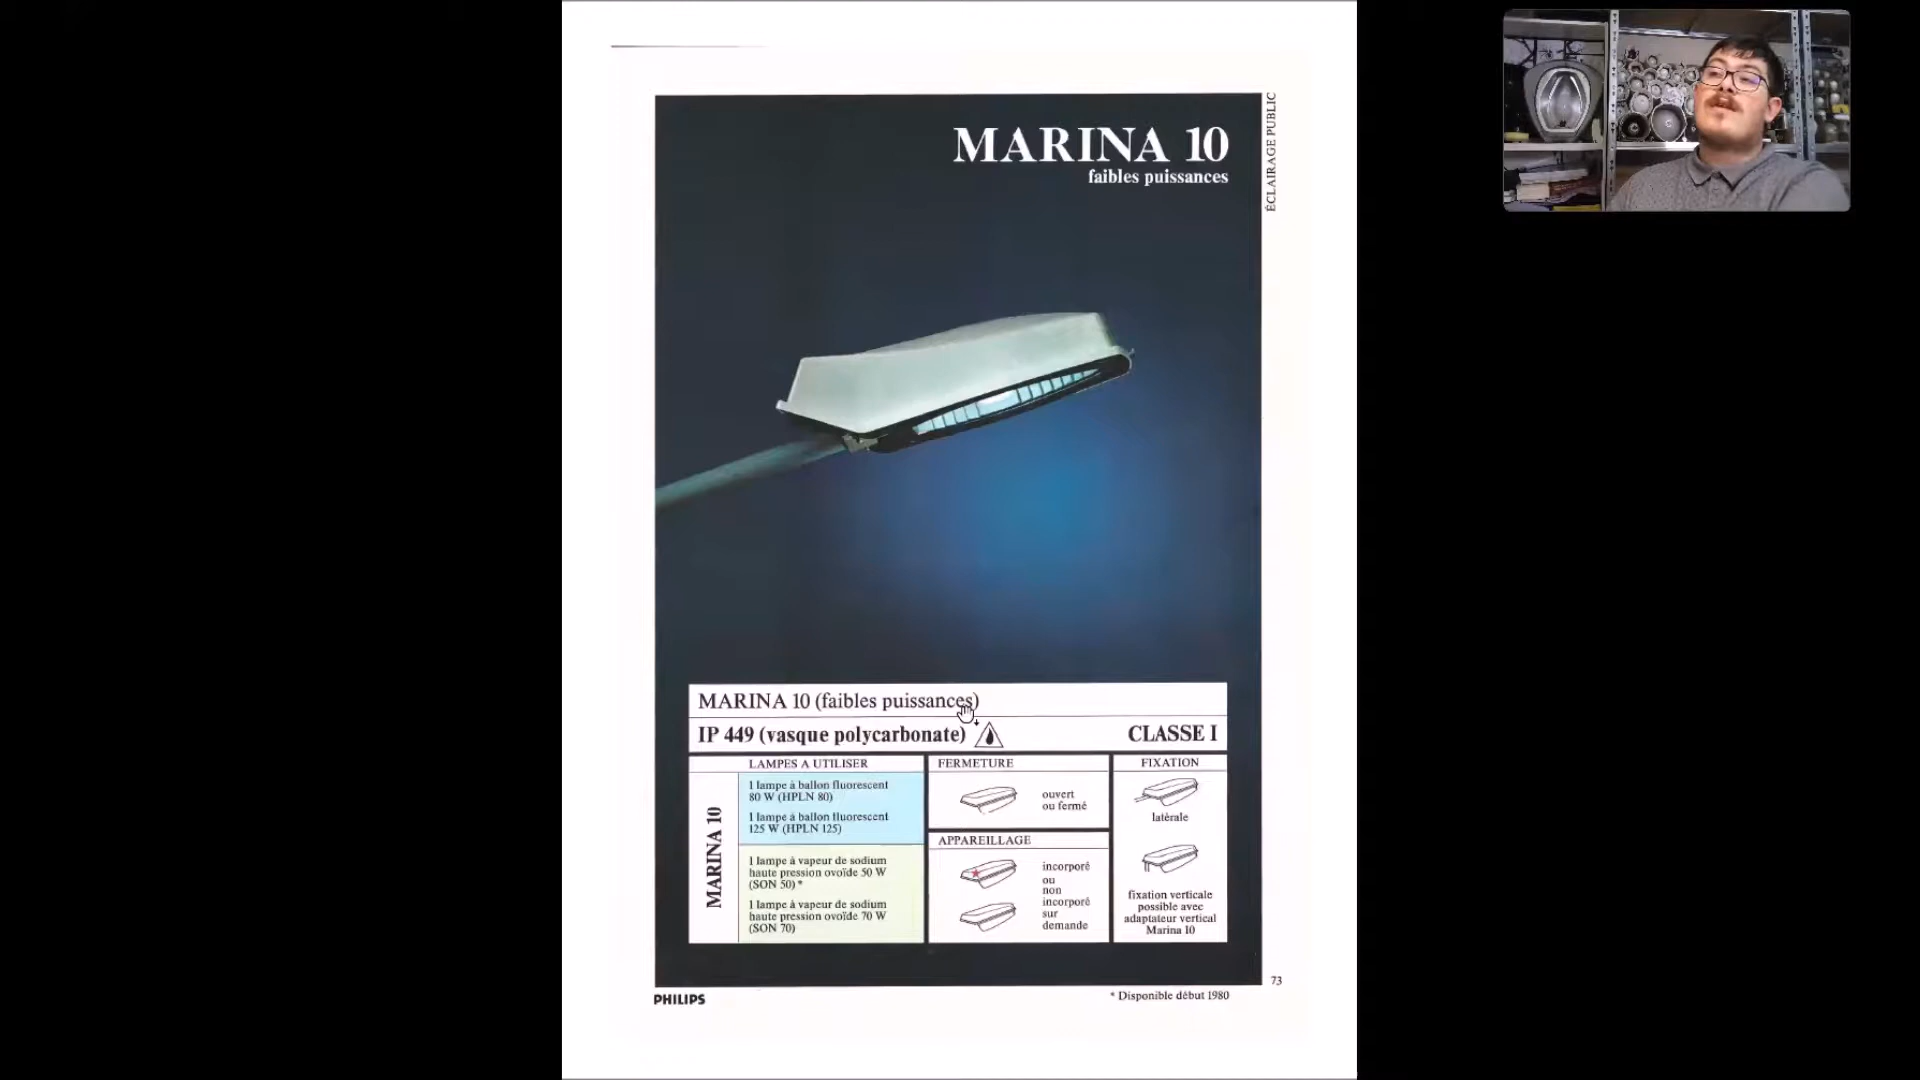 MARINA 10
faibles puissances
ÉCLAIRAGE PUBLIC
MARINA 10 (faibles puissances)
IP 449 (vasque polycarbonate)
CLASSE I
LAMPES A UTILISER
MARINA 10
1 lampe à ballon fluorescent
80 W (HPLN 80)
1 lampe à ballon fluorescent
125 W (HPLN 125)
1 lampe à vapeur de sodium
haute pression ovoïde 50 W
(SON 50) *
1 lampe à vapeur de sodium
haute pression ovoïde 70 W
(SON 70)
FERMETURE
ouvert
ou fermé
APPAREILLAGE
incorporé
ou
non
incorporé
sur
demande
FIXATION
latérale
fixation verticale
possible avec
adaptateur vertical
Marina 10
73
PHILIPS
* Disponible début 1980